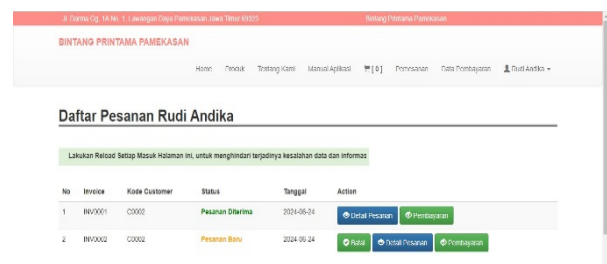 Jl. Darma Cg. 1A No. 1, Lawangan Daya Pamekasan Jawa Timur 69323 Bintang Printama Pamekasan
BINTANG PRINTAMA PAMEKASAN
Home Produk Tentang Kami Manual Aplikasi [ 0 ] Pemesanan Data Pembayaran Rudi Andika
Daftar Pesanan Rudi Andika
Lakukan Reload Setiap Masuk Halaman ini, untuk menghindari terjadinya kesalahan data dan informas
No Invoice Kode Customer Status Tanggal Action
1 INV0001 C0002 Pesanan Diterima 2024-06-24 Detail Pesanan Pembayaran
2 INV0002 C0002 Pesanan Baru 2024-06-24 Batal Detail Pesanan Pembayaran